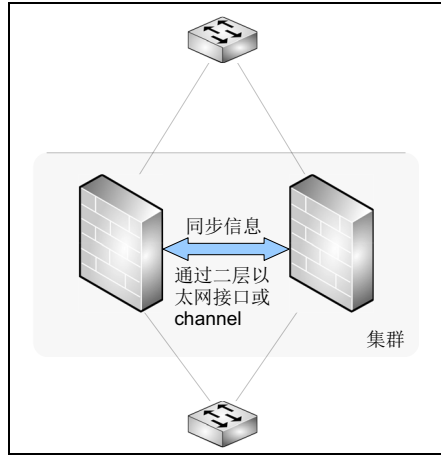 同步信息
通过二层以
太网接口或
channel
集群